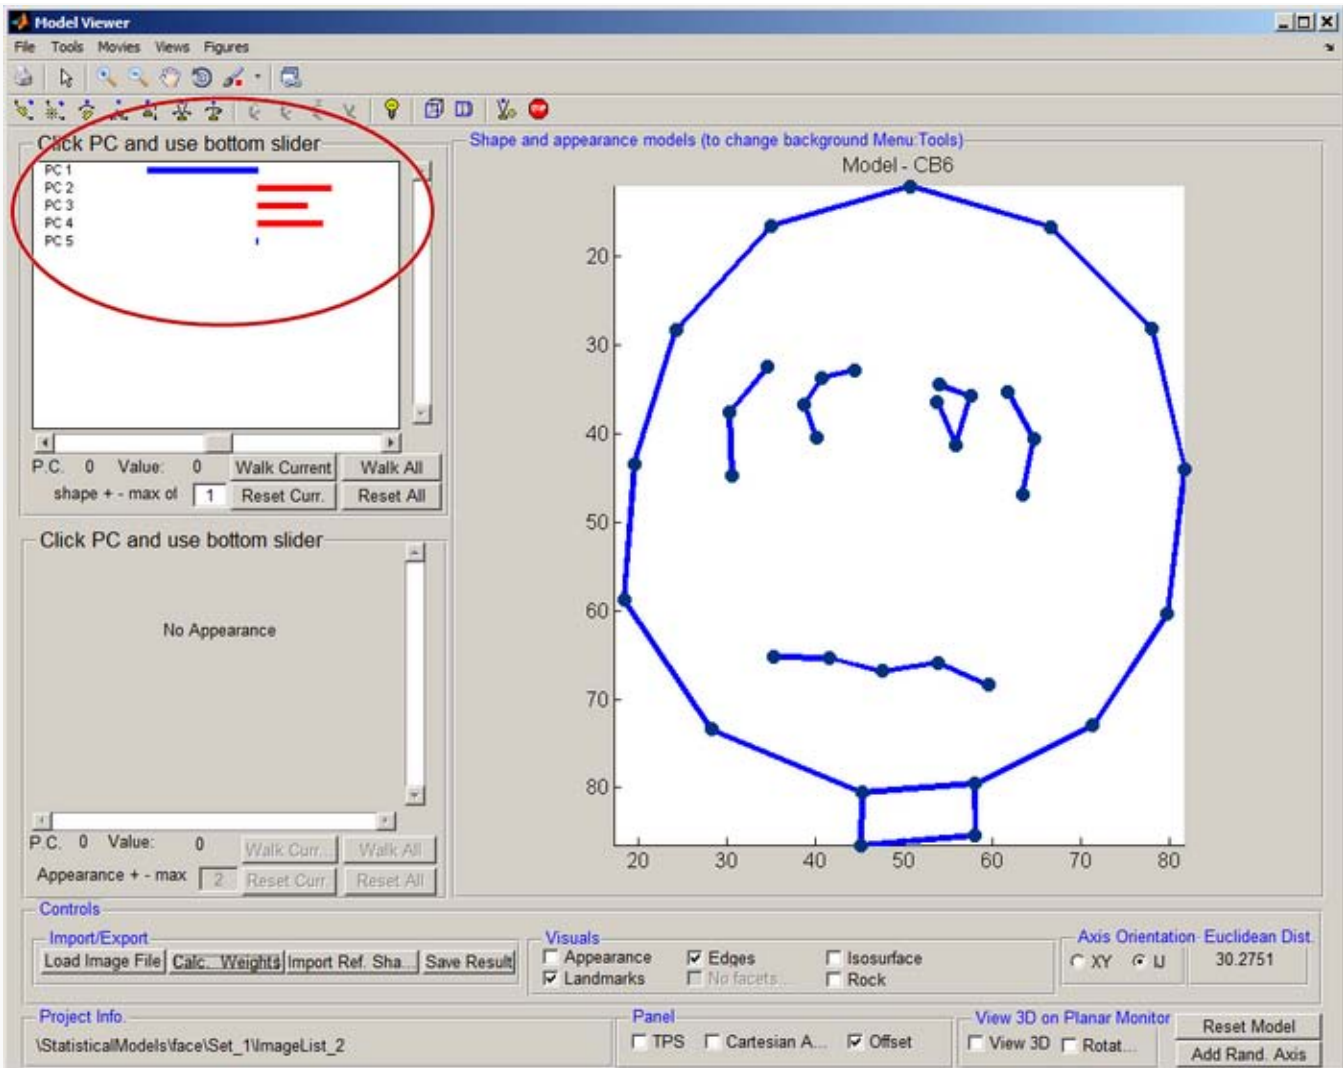 Model Viewer
File Tools Movies Views Figures
Click PC and use bottom slider
PC 1
PC 2
PC 3
PC 4
PC 5
P.C. 0 Value: 0 Walk Current Walk All
shape + - max of 1 Reset Curr. Reset All
Click PC and use bottom slider
No Appearance
P.C. 0 Value: 0 Walk Curr... Walk All
Appearance + - max 2 Reset Curr. Reset All
Shape and appearance models (to change background Menu:Tools)
Model - CB6
20
30
40
50
60
70
80
20 30 40 50 60 70 80
Controls
Import/Export
Load Image File Calc. Weights Import Ref. Sha... Save Result
Visuals
Appearance Edges Isosurface
Landmarks No facets... Rock
Axis Orientation
XY IJ
Euclidean Dist.
30.2751
Project Info.
\StatisticalModels\face\Set_1\ImageList_2
Panel
TPS Cartesian A... Offset
View 3D on Planar Monitor
View 3D Rotat...
Reset Model
Add Rand. Axis